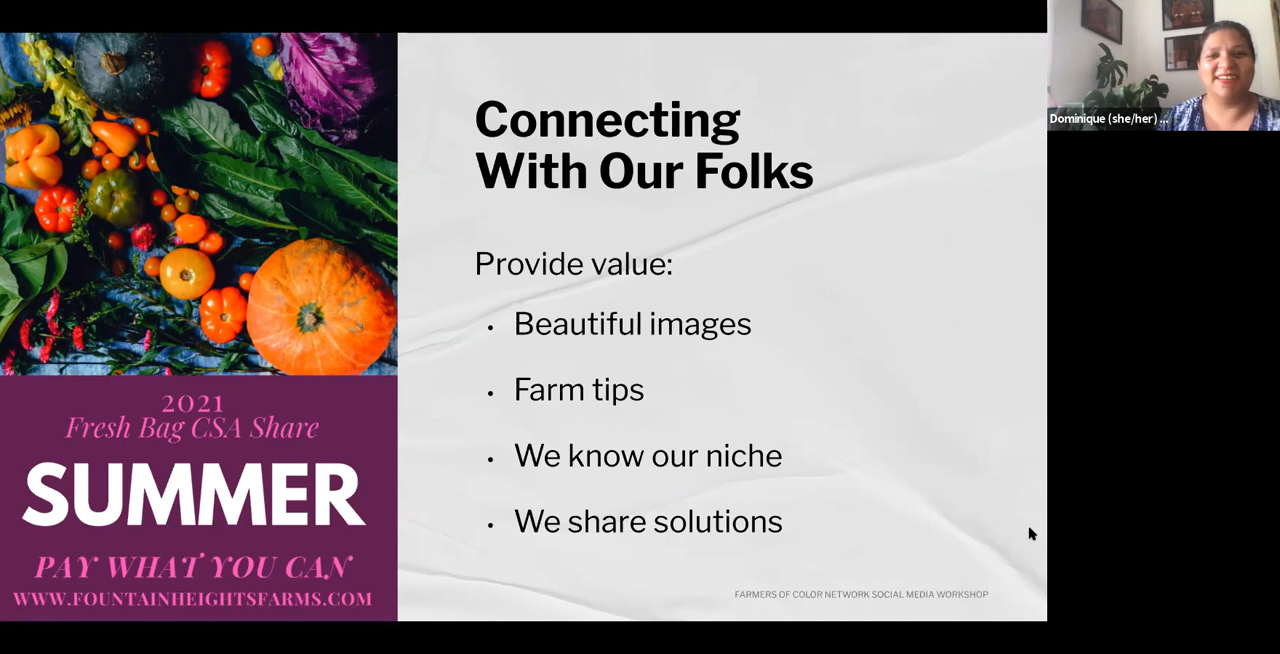 Connecting
With Our Folks
Provide value:
• Beautiful images
• Farm tips
• We know our niche
• We share solutions
FARMERS OF COLOR NETWORK SOCIAL MEDIA WORKSHOP
2021
Fresh Bag CSA Share
SUMMER
PAY WHAT YOU CAN
WWW.FOUNTAINHEIGHTSFARMS.COM
Dominique (she/her) ...